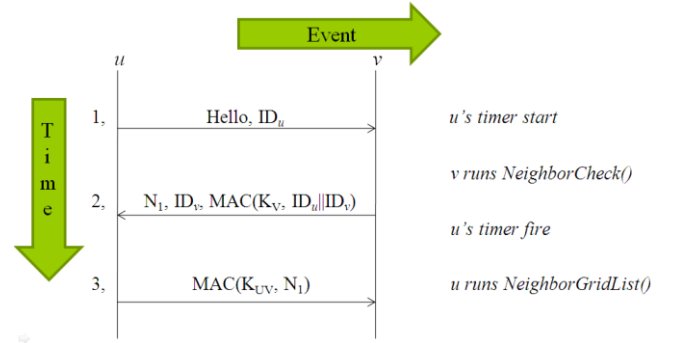 Event
u
v
Time
1,
Hello, IDu
u's timer start
v runs NeighborCheck()
2,
N1, IDv, MAC(KV, IDu||IDv)
u's timer fire
3,
MAC(KUV, N1)
u runs NeighborGridList()